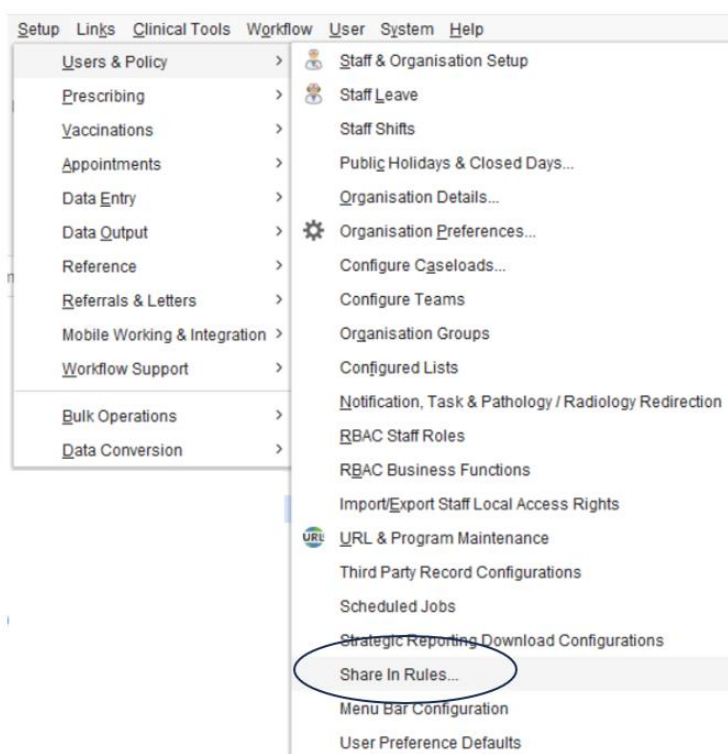 Setup Links Clinical Tools Workflow User System Help
Users & Policy
Prescribing
Vaccinations
Appointments
Data Entry
Data Output
Reference
Referrals & Letters
Mobile Working & Integration
Workflow Support
Bulk Operations
Data Conversion
Staff & Organisation Setup
Staff Leave
Staff Shifts
Public Holidays & Closed Days...
Organisation Details...
Organisation Preferences...
Configure Caseloads...
Configure Teams
Organisation Groups
Configured Lists
Notification, Task & Pathology / Radiology Redirection
RBAC Staff Roles
RBAC Business Functions
Import/Export Staff Local Access Rights
URL URL & Program Maintenance
Third Party Record Configurations
Scheduled Jobs
Strategic Reporting Download Configurations
Share In Rules...
Menu Bar Configuration
User Preference Defaults